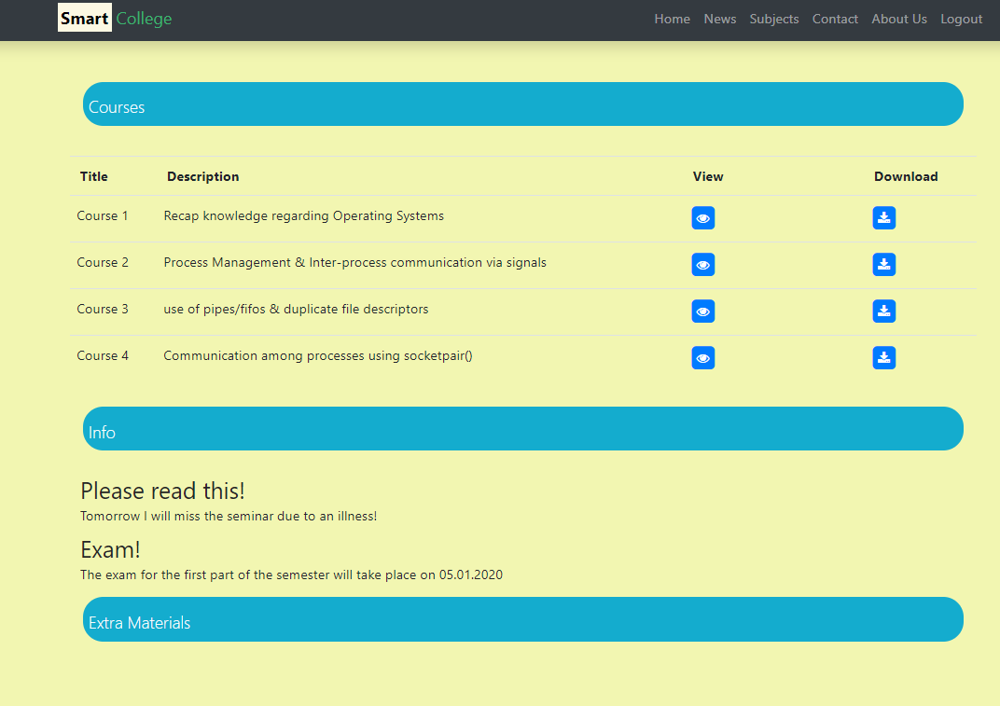 Smart College Home News Subjects Contact About Us Logout
Courses
Title Description View Download
Course 1 Recap knowledge regarding Operating Systems
Course 2 Process Management & Inter-process communication via signals
Course 3 use of pipes/fifos & duplicate file descriptors
Course 4 Communication among processes using socketpair()
Info
Please read this!
Tomorrow I will miss the seminar due to an illness!
Exam!
The exam for the first part of the semester will take place on 05.01.2020
Extra Materials